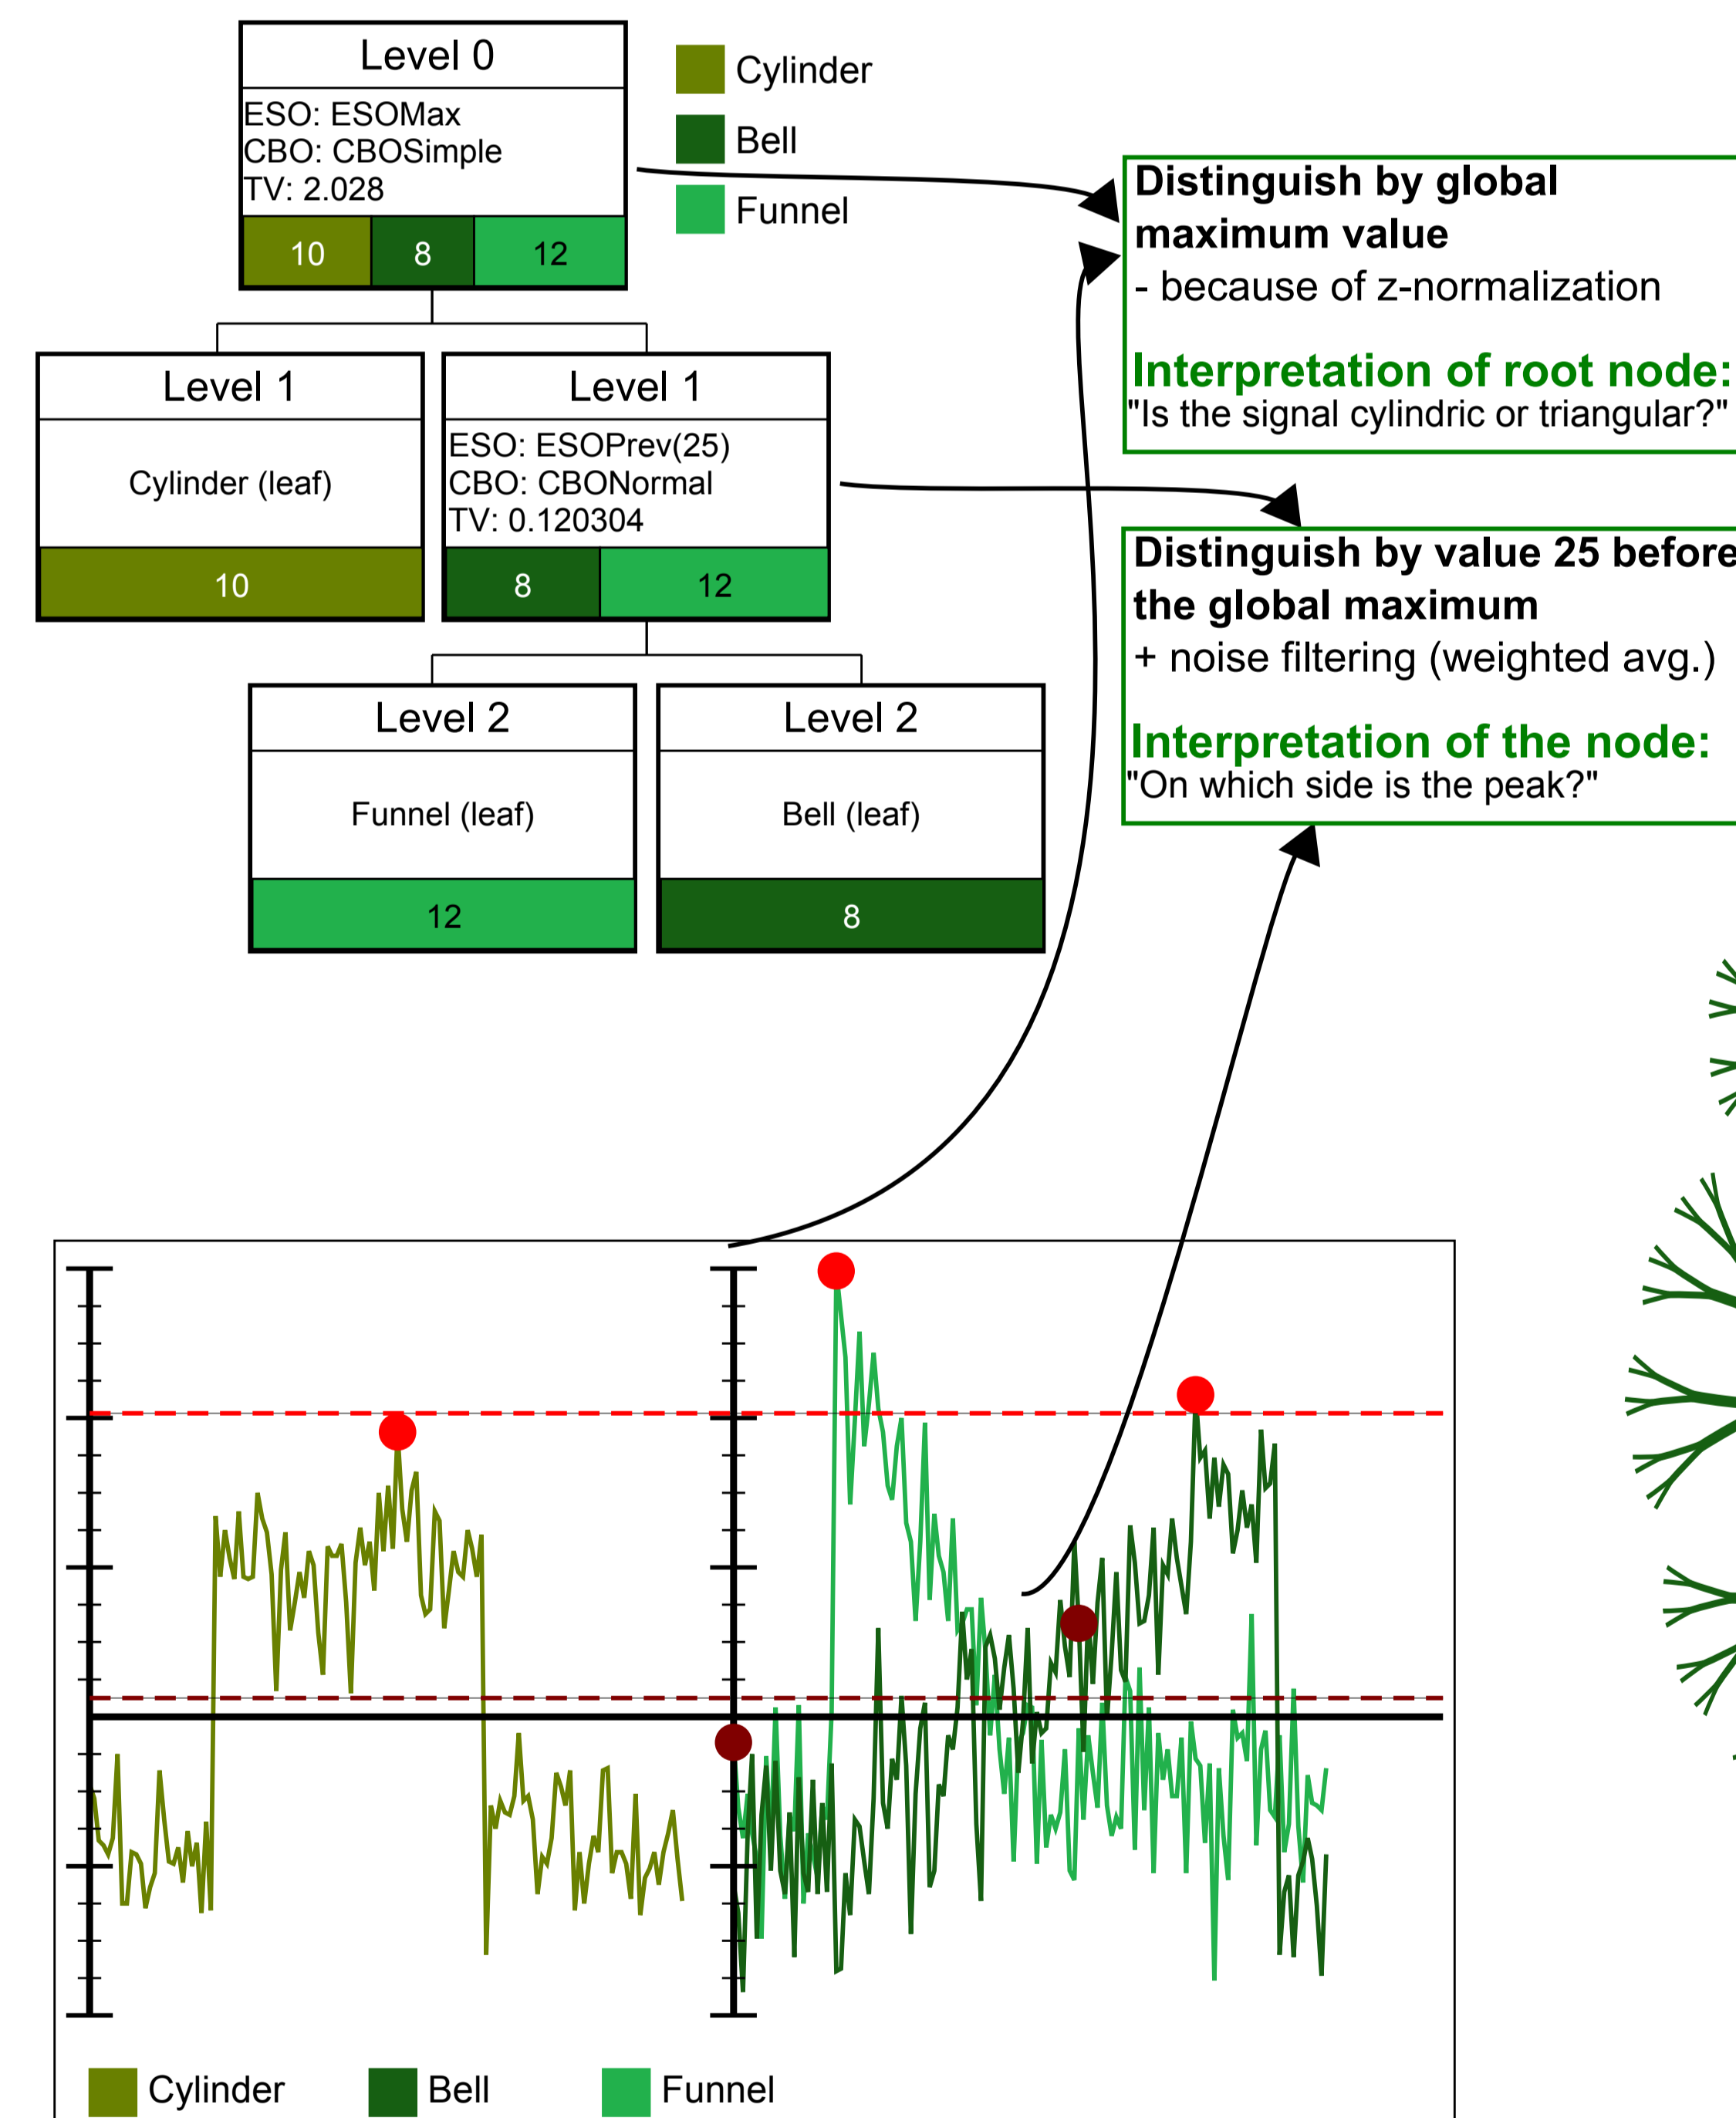 Level 0
ESO: ESOMax
CBO: CBOSimple
TV: 2.028
10 8 12
Cylinder
Bell
Funnel
Level 1
Cylinder (leaf)
10
Level 1
ESO: ESOPrev(25)
CBO: CBONormal
TV: 0.120304
8 12
Level 2
Funnel (leaf)
12
Level 2
Bell (leaf)
8
Distinguish by global
maximum value
- because of z-normalization
Interpretation of root node:
"Is the signal cylindric or triangular?"
Distinguish by value 25 before
the global maximum
+ noise filtering (weighted avg.)
Interpretation of the node:
"On which side is the peak?"
Cylinder Bell Funnel